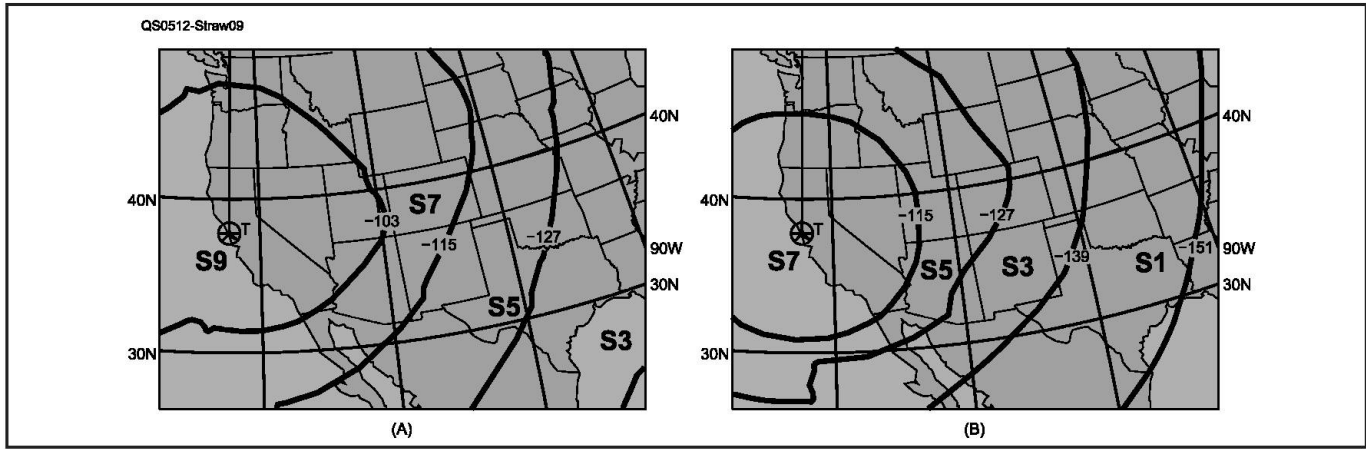 QS0512-Straw09
40N
30N
T
S9
S7
S5
S3
−103
−115
−127
40N
90W
30N
(A)
40N
30N
T
S7
S5
S3
S1
−115
−127
−139
−151
40N
90W
30N
(B)